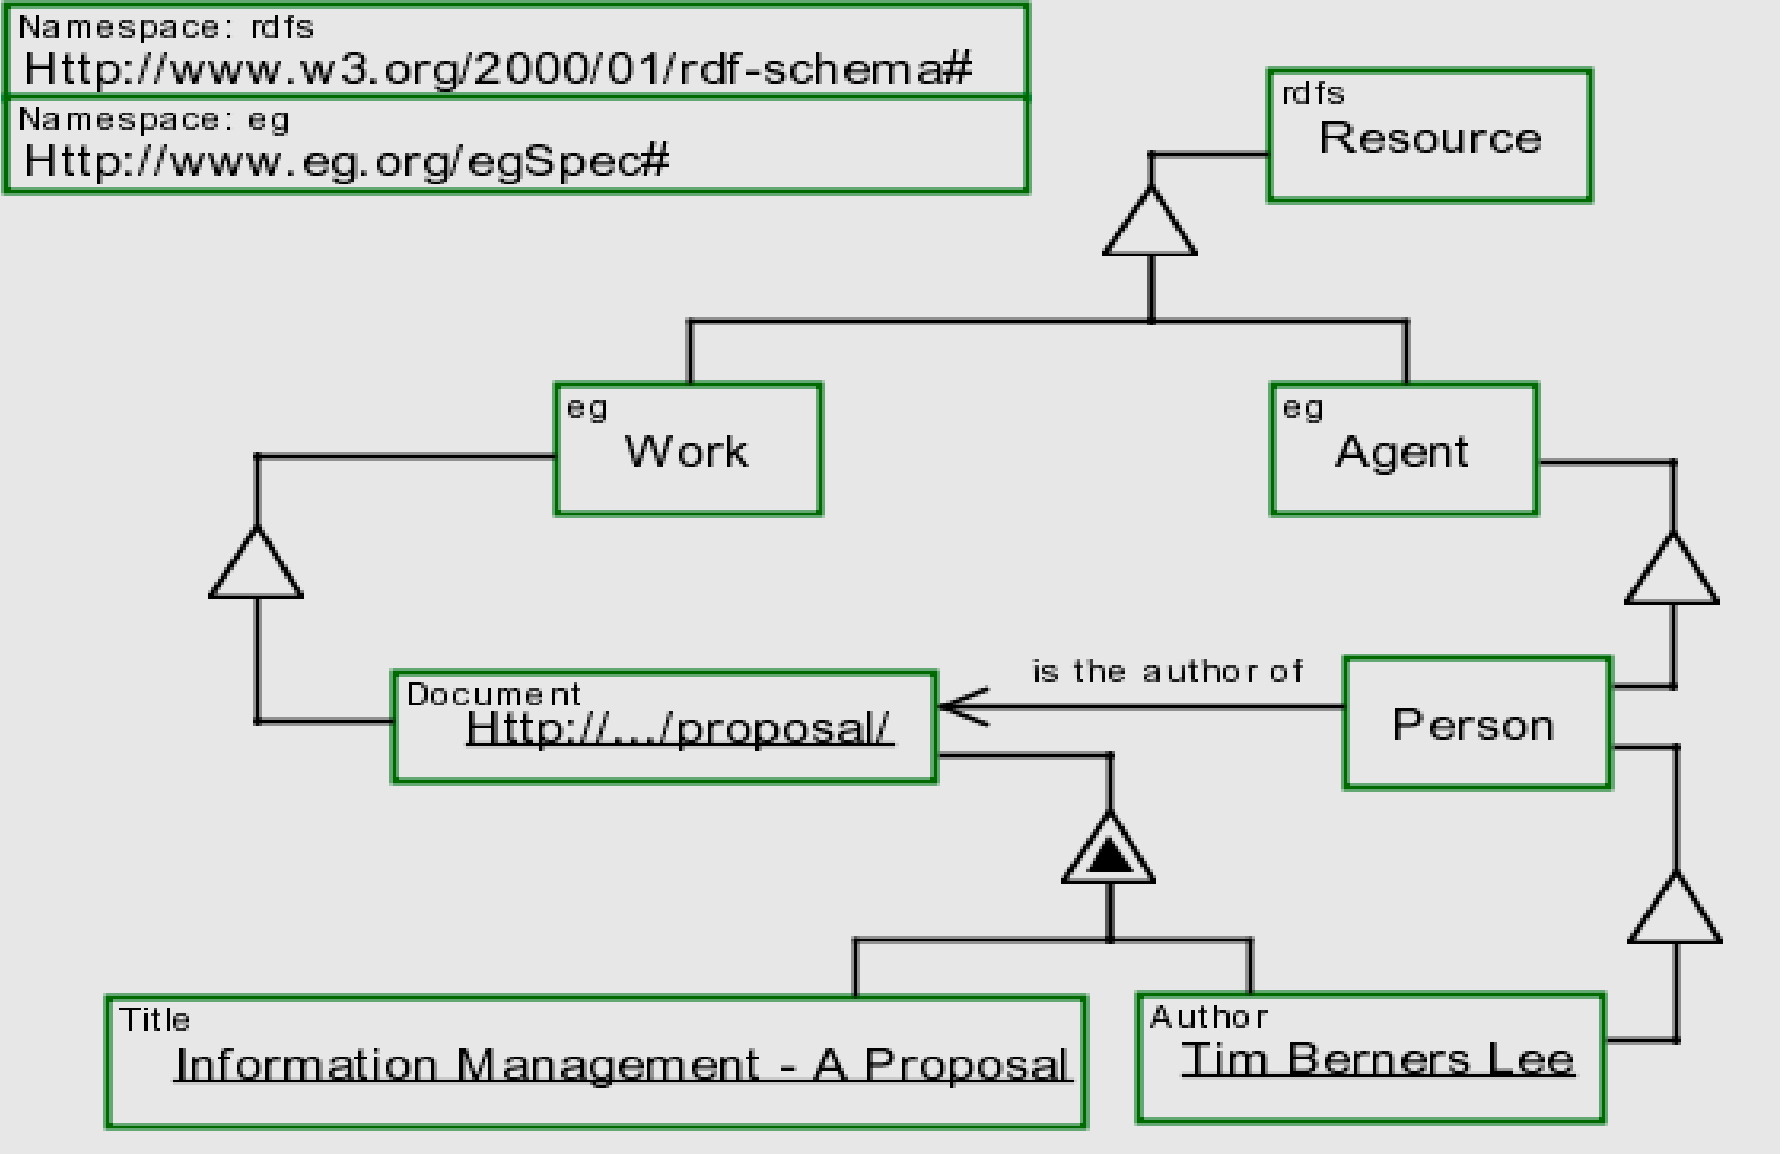 Namespace: rdfs
Http://www.w3.org/2000/01/rdf-schema#
Namespace: eg
Http://www.eg.org/egSpec#
rdfs
Resource
eg
Work
eg
Agent
Document
Http://.../proposal/
is the author of
Person
Title
Information Management - A Proposal
Author
Tim Berners Lee